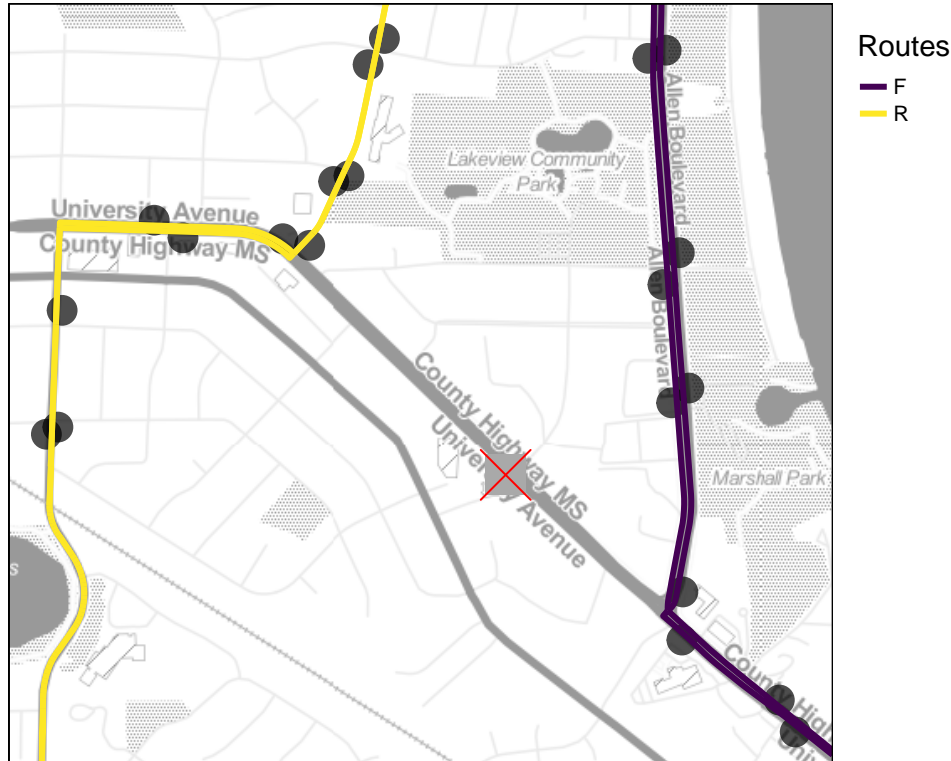 Routes
F
R
Allen Boulevard
Lakeview Community
Park
University Avenue
County Highway MS
Allen Boulevard
County Highway MS
University Avenue
Marshall Park
s
County High
Univ